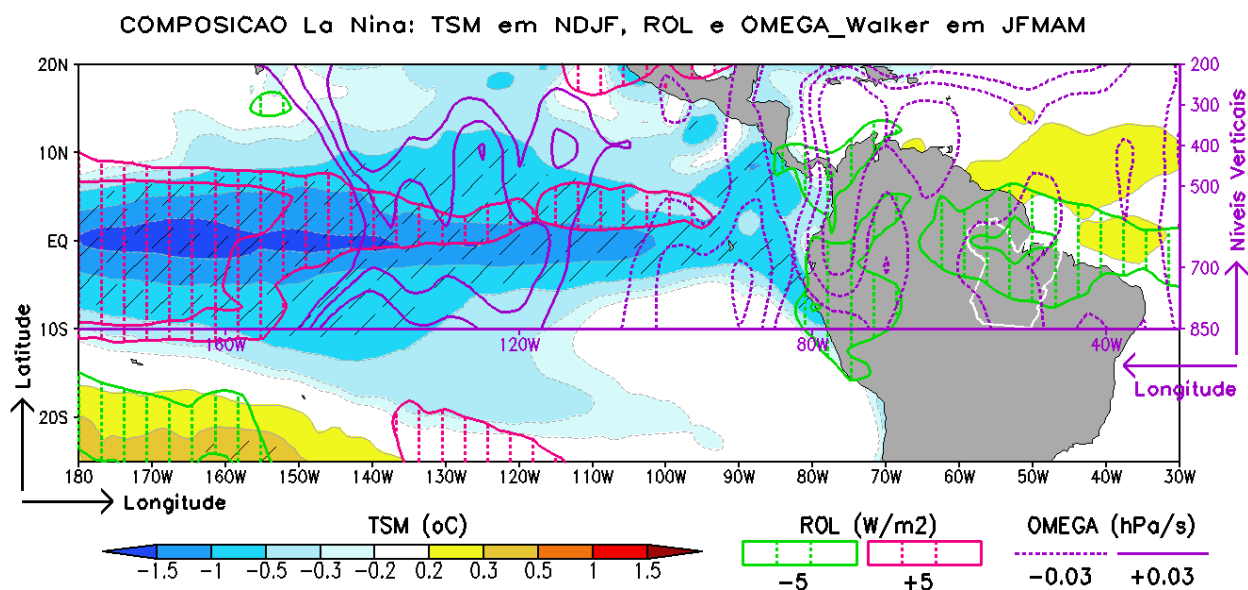 COMPOSICAO La Nina: TSM em NDJF, ROL e OMEGA_Walker em JFMAM
20N
10N
EQ
10S
20S
Latitude
200
300
400
500
600
700
850
Niveis Verticais
160W 120W 80W 40W
Longitude
180 170W 160W 150W 140W 130W 120W 110W 100W 90W 80W 70W 60W 50W 40W 30W
Longitude
TSM (oC)
-1.5 -1 -0.5 -0.3 -0.2 0.2 0.3 0.5 1 1.5
ROL (W/m2)
-5 +5
OMEGA (hPa/s)
-0.03 +0.03